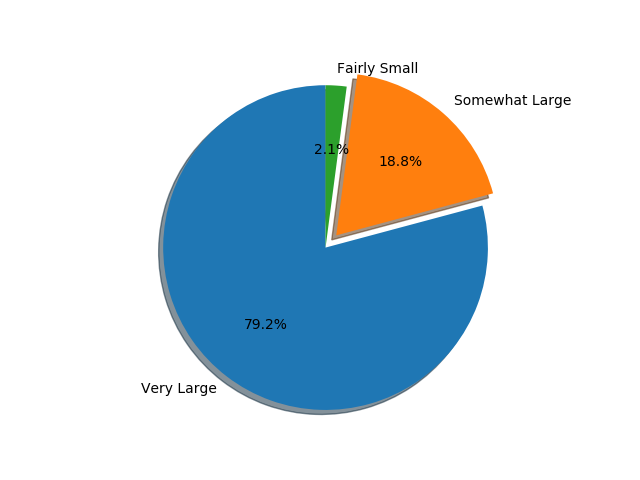 Fairly Small
Somewhat Large
2.1%
18.8%
79.2%
Very Large